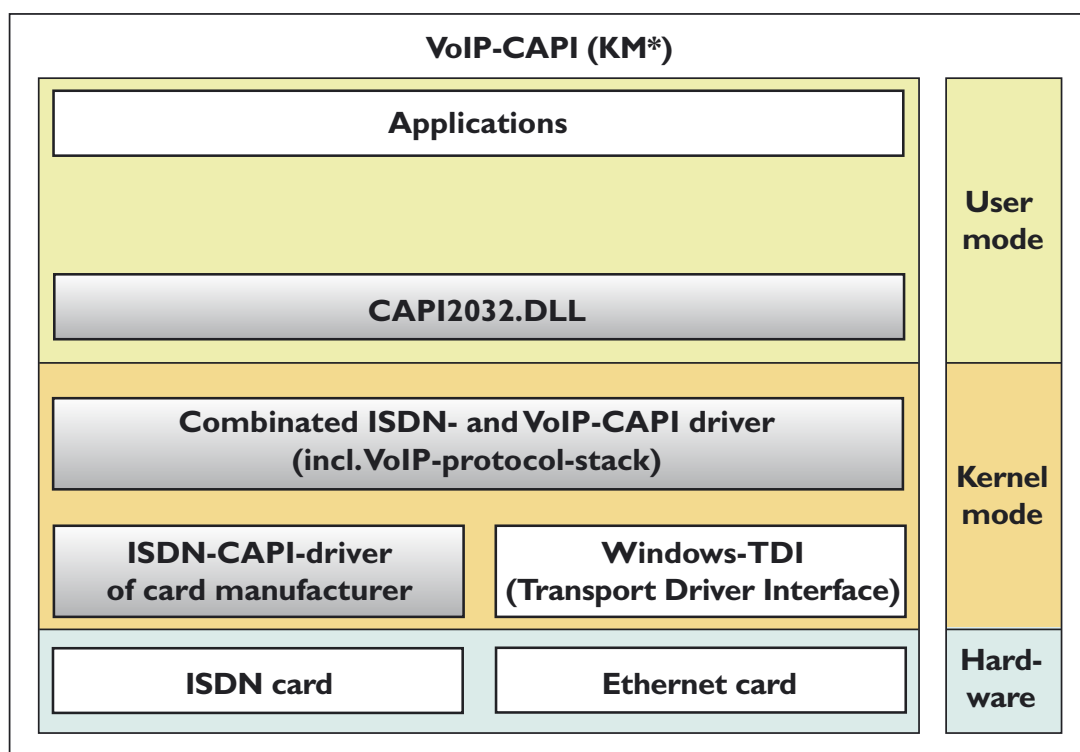 VoIP-CAPI (KM*)
Applications
User
mode
CAPI2032.DLL
Combined ISDN- and VoIP-CAPI driver
(incl. VoIP-protocol-stack)
Kernel
mode
ISDN-CAPI-driver
of card manufacturer
Windows-TDI
(Transport Driver Interface)
ISDN card
Ethernet card
Hard-
ware